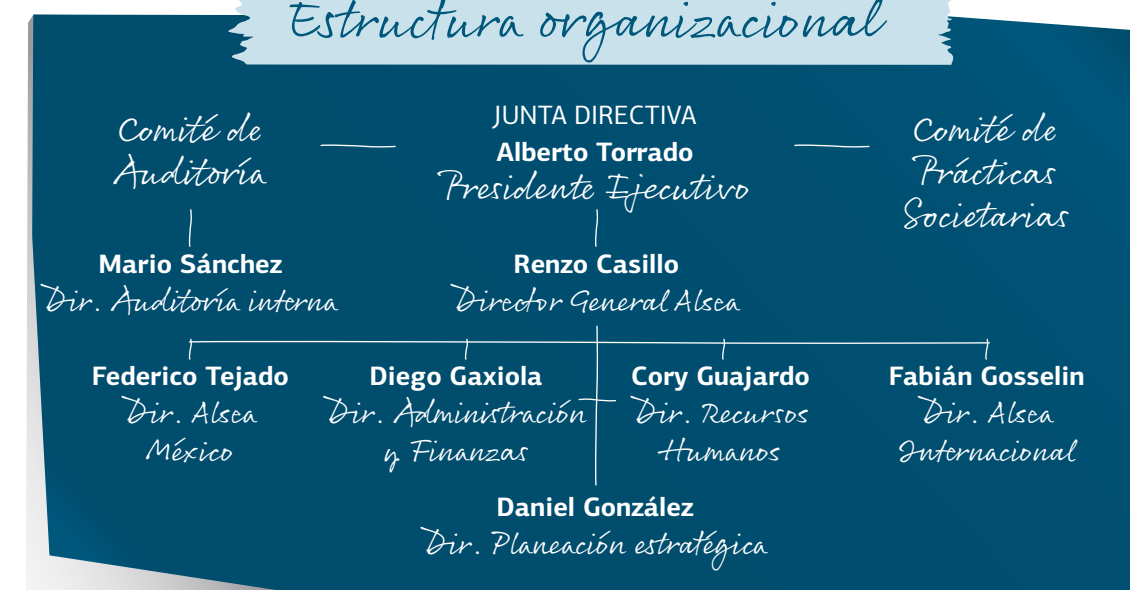 Estructura organizacional
Comité de
Auditoría
JUNTA DIRECTIVA
Alberto Torrado
Presidente Ejecutivo
Comité de
Prácticas
Societarias
Mario Sánchez
Dir. Auditoría interna
Renzo Casillo
Director General Alsea
Federico Tejado
Dir. Alsea
México
Diego Gaxiola
Dir. Administración
y Finanzas
Cory Guajardo
Dir. Recursos
Humanos
Fabián Gosselin
Dir. Alsea
Internacional
Daniel González
Dir. Planeación estratégica